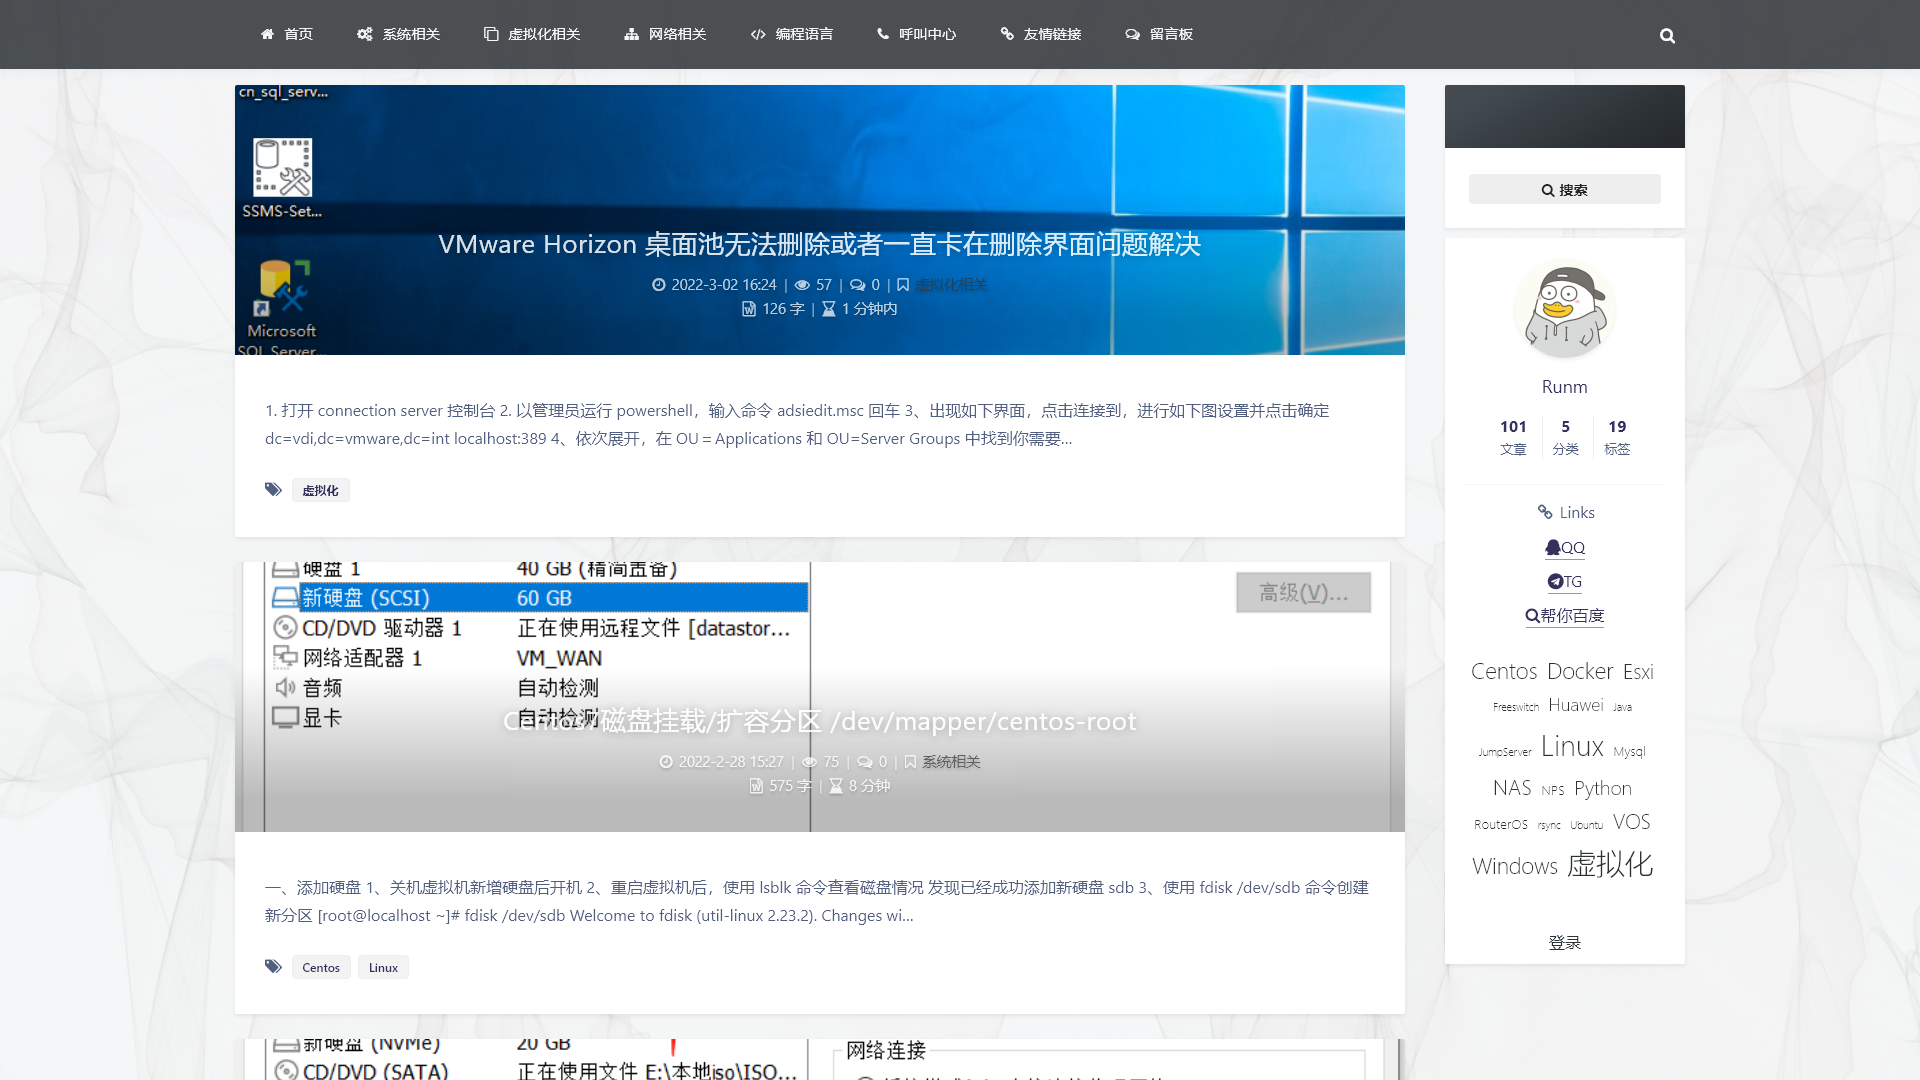 首页 系统相关 虚拟化相关 网络相关 编程语言 呼叫中心 友情链接 留言板
cn_sql_serv...
SSMS-Set...
Microsoft
SQL Server...
VMware Horizon 桌面池无法删除或者一直卡在删除界面问题解决
2022-3-02 16:24 | 57 | 0 | 虚拟化相关
126 字 | 1 分钟内
1. 打开 connection server 控制台 2. 以管理员运行 powershell，输入命令 adsiedit.msc 回车 3、出现如下界面，点击连接到，进行如下图设置并点击确定
dc=vdi,dc=vmware,dc=int localhost:389 4、依次展开，在 OU = Applications 和 OU=Server Groups 中找到你需要...
虚拟化
硬盘 1 40 GB (精简置备)
新硬盘 (SCSI) 60 GB 高级(V)...
CD/DVD 驱动器 1 正在使用远程文件 [datastor...
网络适配器 1 VM_WAN
音频 自动检测
显卡 自动检测
Centos7磁盘挂载/扩容分区 /dev/mapper/centos-root
2022-2-28 15:27 | 75 | 0 | 系统相关
575 字 | 8 分钟
一、添加硬盘 1、关机虚拟机新增硬盘后开机 2、重启虚拟机后，使用 lsblk 命令查看磁盘情况 发现已经成功添加新硬盘 sdb 3、使用 fdisk /dev/sdb 命令创建
新分区 [root@localhost ~]# fdisk /dev/sdb Welcome to fdisk (util-linux 2.23.2). Changes wi...
Centos Linux
新硬盘 (NVMe) 20 GB
网络连接
CD/DVD (SATA) 正在使用文件 E:\本地iso\ISO...
搜索
Runm
101 5 19
文章 分类 标签
Links
QQ
TG
帮你百度
Centos Docker Esxi
Freeswitch Huawei Java
JumpServer Linux Mysql
NAS NPS Python
RouterOS rsync Ubuntu VOS
Windows 虚拟化
登录